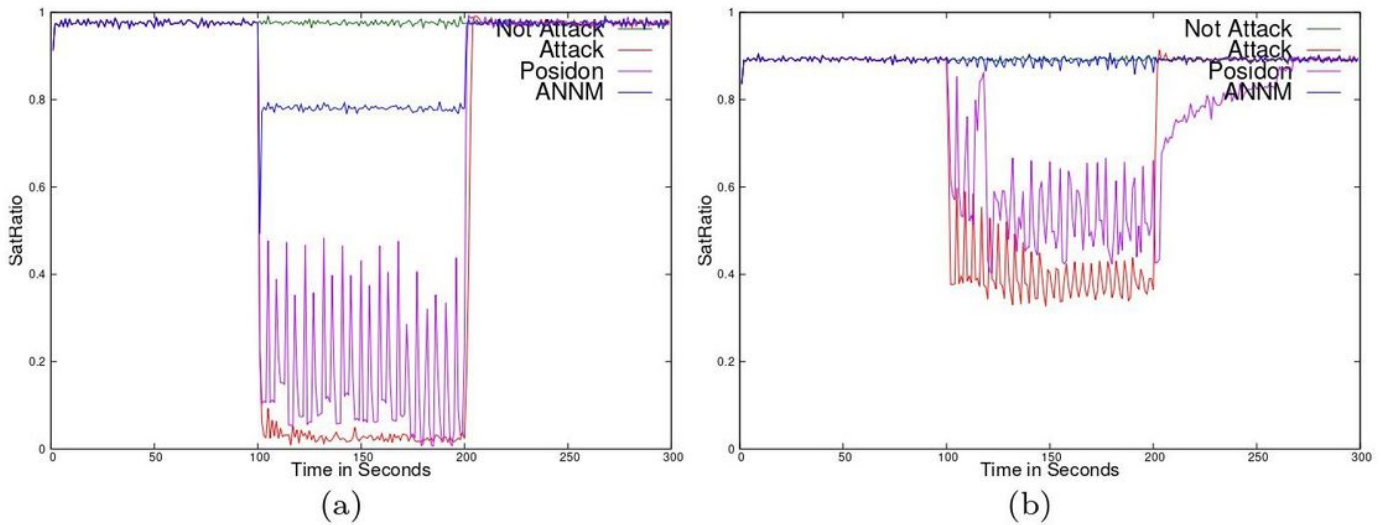 1
0.8
0.6
0.4
0.2
0
SatRatio
0
50
100
150
200
250
300
Time in Seconds
Not Attack
Attack
Posidon
ANNM
(a)
1
0.8
0.6
0.4
0.2
0
SatRatio
0
50
100
150
200
250
300
Time in Seconds
Not Attack
Attack
Posidon
ANNM
(b)